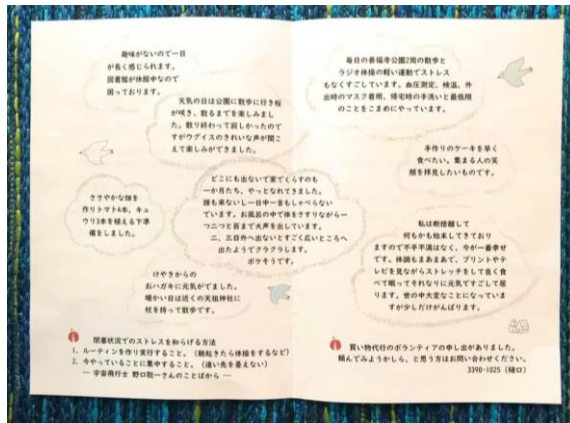 趣味がないので一日
が長く感じられます。
図書館が休館中なので
困っております。
天気の日は公園に散歩に行き桜
が咲き、散るまでを楽しみまし
た。散り終わって寂しかったので
すがウグイスのきれいな声が聞こ
えて楽しみができました。
どこにも出ないで家でくらすのも
一か月たち、やっとなれてきました。
誰も来ないし一日中一言もしゃべらない
でいます。お風呂の中で体をさすりながら一
つ二つと百まで大声を出しています。
二、三日外へ出ないとすごく広いところへ
出たようでクラクラします。
ボケそうです。
ささやかな畑を
作りトマト4本、キュ
ウリ3本を植える下準
備をしました。
けやきからの
おハガキに元気がでました。
暖かい日は近くの天祖神社に
杖を持って散歩です。
閉塞状況でのストレスを和らげる方法
1. ルーティンを作り実行すること。（朝起きたら体操をするなど）
2. 今やっていることに集中すること。（遠い先を憂えない）
― 宇宙飛行士 野口聡一さんのことばから ―
毎日の善福寺公園2周の散歩と
ラジオ体操の軽い運動でストレス
もなくすごしています。血圧測定、検温、外
出時のマスク着用、帰宅時の手洗いと最低限
のことをこまめにやっています。
手作りのケーキを早く
食べたい。集まる人の笑
顔を拝見したいものです。
私は断捨離して
何もかも始末してきており
ますので不平不満はなく、今が一番幸せ
です。体調もまあまあで、プリントやテ
レビを見ながらストレッチをして良く食
べて眠ってそれなりに元気ですごして居
ります。世の中大変なことになっていま
すが少しだけがんばります。
買い物代行のボランティアの申し出がありました。
頼んでみようかしら、と思う方はお問い合わせください。
3390-1025（樋口）